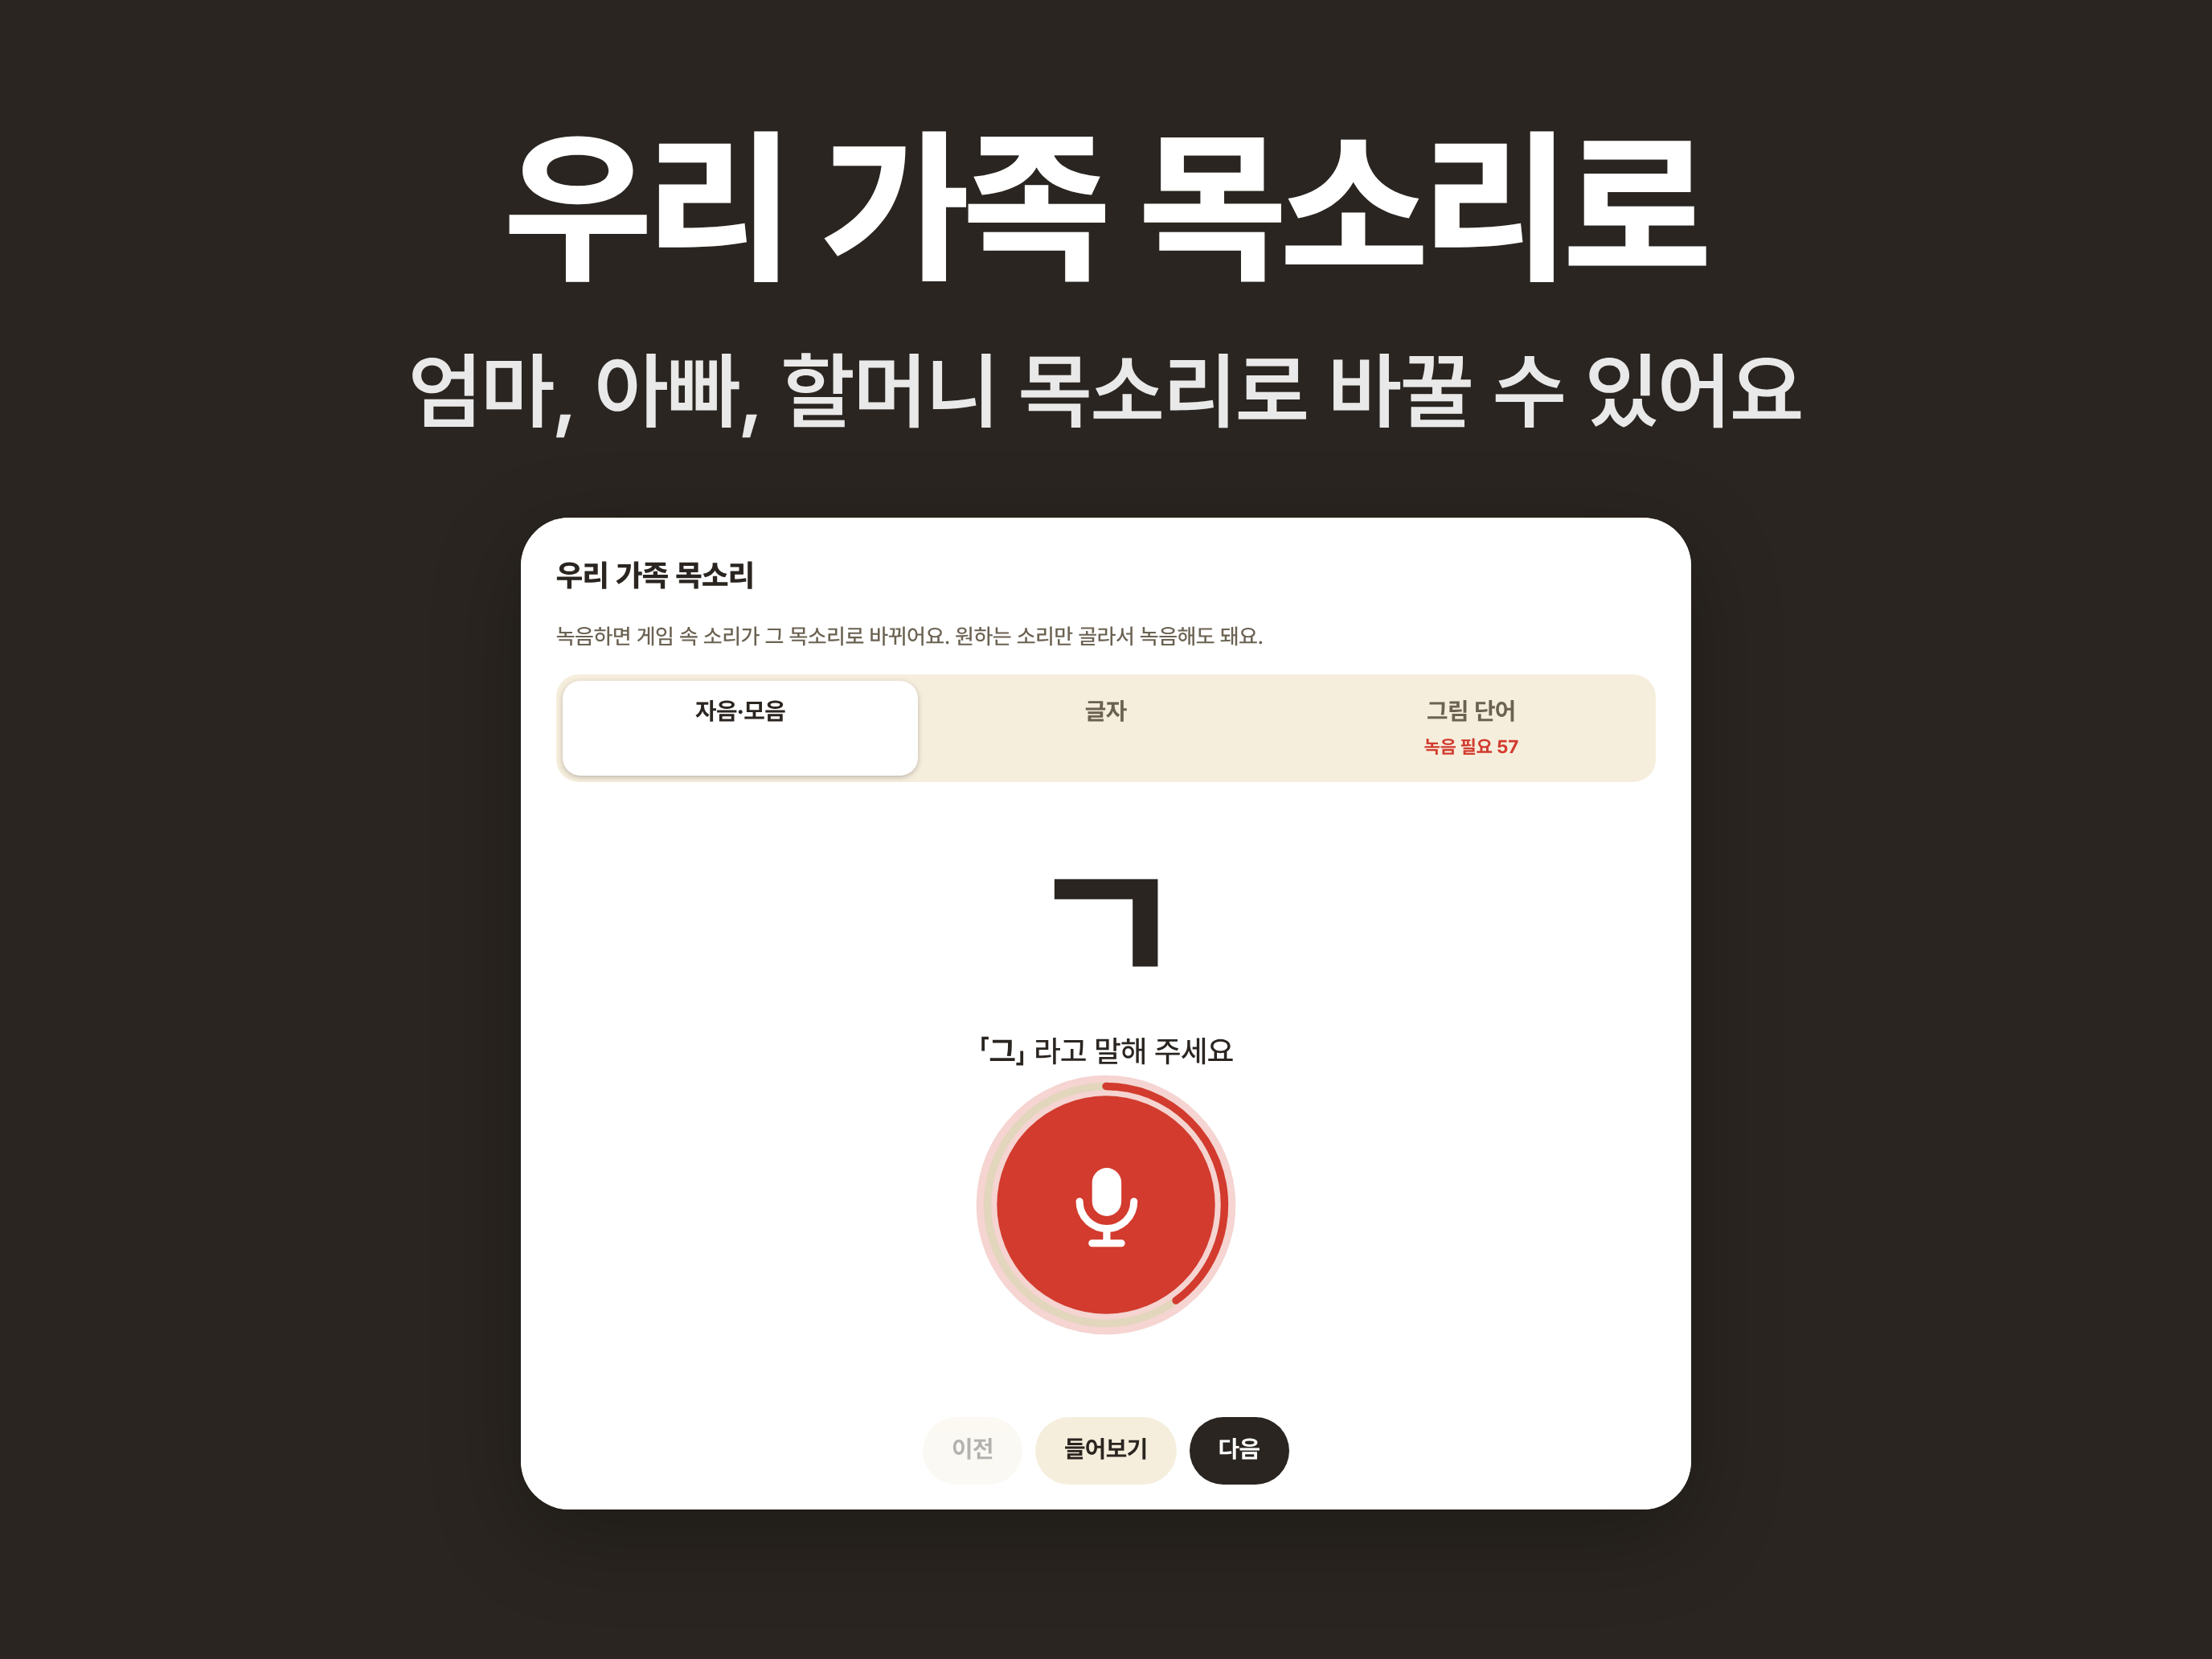 우리 가족 목소리로
엄마, 아빠, 할머니 목소리로 바꿀 수 있어요
우리 가족 목소리
녹음하면 게임 속 소리가 그 목소리로 바뀌어요. 원하는 소리만 골라서 녹음해도 돼요.
자음·모음 글자 그림 단어
녹음 필요 57
ㄱ
「그」 라고 말해 주세요
이전 들어보기 다음